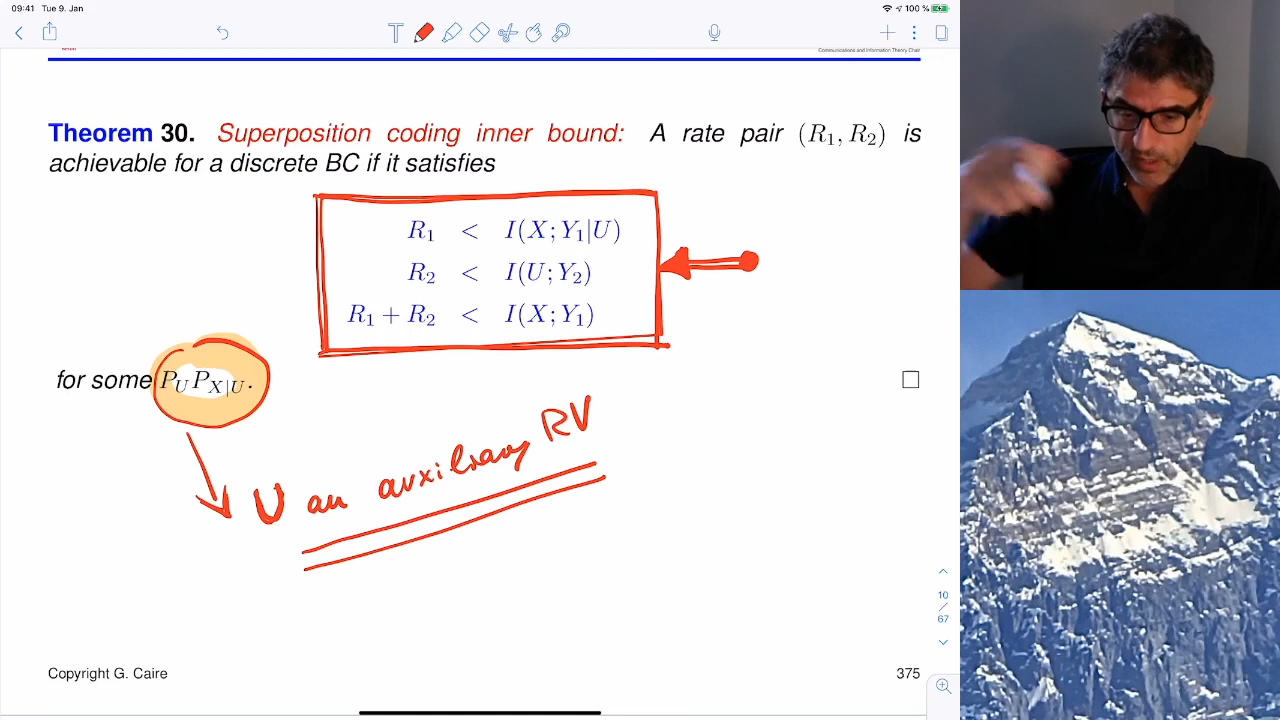 09:41 Tue 9. Jan
100 %
Communications and Information Theory Chair
Theorem 30. Superposition coding inner bound: A rate pair (R₁, R₂) is
achievable for a discrete BC if it satisfies
R₁ < I(X; Y₁|U)
R₂ < I(U; Y₂)
R₁ + R₂ < I(X; Y₁)
for some P_U P_{X|U}. □
U an auxiliary RV
10
/
67
Copyright G. Caire 375